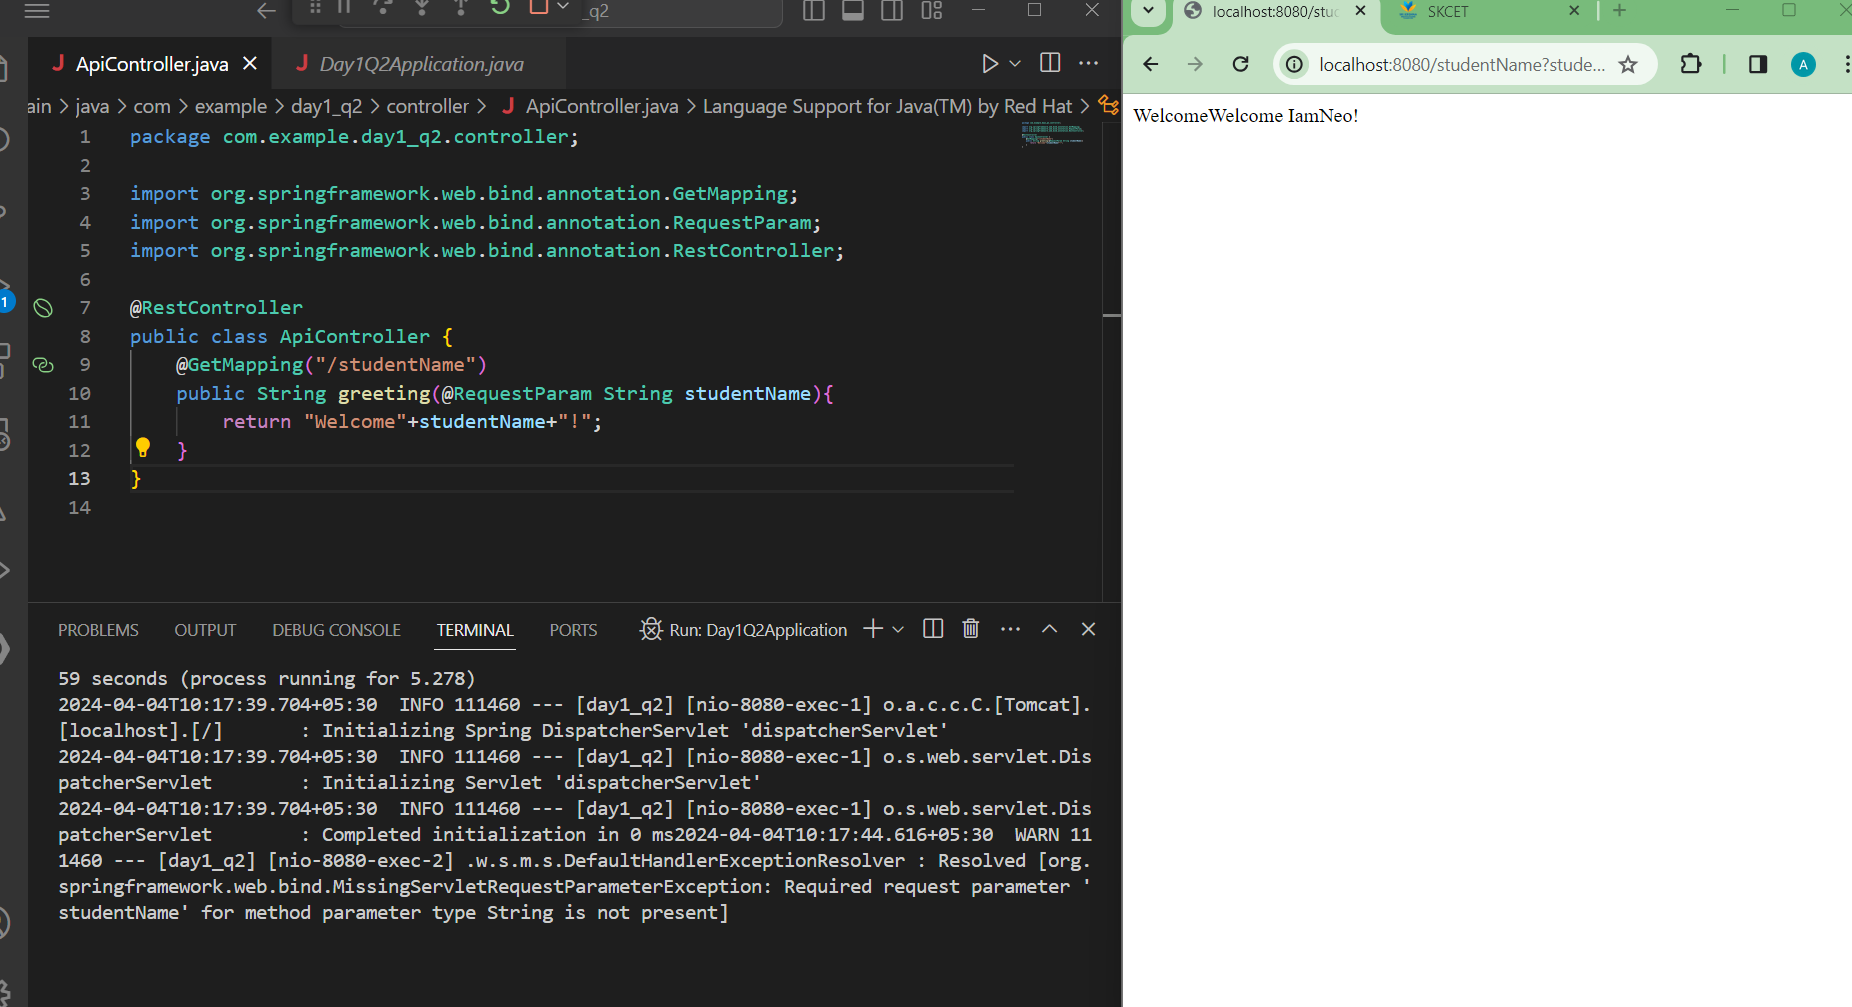 _q2
ApiController.java
Day1Q2Application.java
ain > java > com > example > day1_q2 > controller > ApiController.java > Language Support for Java(TM) by Red Hat >
1 package com.example.day1_q2.controller;
2
3 import org.springframework.web.bind.annotation.GetMapping;
4 import org.springframework.web.bind.annotation.RequestParam;
5 import org.springframework.web.bind.annotation.RestController;
6
7 @RestController
8 public class ApiController {
9 @GetMapping("/studentName")
10 public String greeting(@RequestParam String studentName){
11 return "Welcome"+studentName+"!";
12 }
13 }
14
1
PROBLEMS OUTPUT DEBUG CONSOLE TERMINAL PORTS Run: Day1Q2Application
59 seconds (process running for 5.278)
2024-04-04T10:17:39.704+05:30 INFO 111460 --- [day1_q2] [nio-8080-exec-1] o.a.c.c.C.[Tomcat].
[localhost].[/] : Initializing Spring DispatcherServlet 'dispatcherServlet'
2024-04-04T10:17:39.704+05:30 INFO 111460 --- [day1_q2] [nio-8080-exec-1] o.s.web.servlet.Dis
patcherServlet : Initializing Servlet 'dispatcherServlet'
2024-04-04T10:17:39.704+05:30 INFO 111460 --- [day1_q2] [nio-8080-exec-1] o.s.web.servlet.Dis
patcherServlet : Completed initialization in 0 ms2024-04-04T10:17:44.616+05:30 WARN 11
1460 --- [day1_q2] [nio-8080-exec-2] .w.s.m.s.DefaultHandlerExceptionResolver : Resolved [org.
springframework.web.bind.MissingServletRequestParameterException: Required request parameter '
studentName' for method parameter type String is not present]
localhost:8080/stuc
SKCET
localhost:8080/studentName?stude...
A
WelcomeWelcome IamNeo!